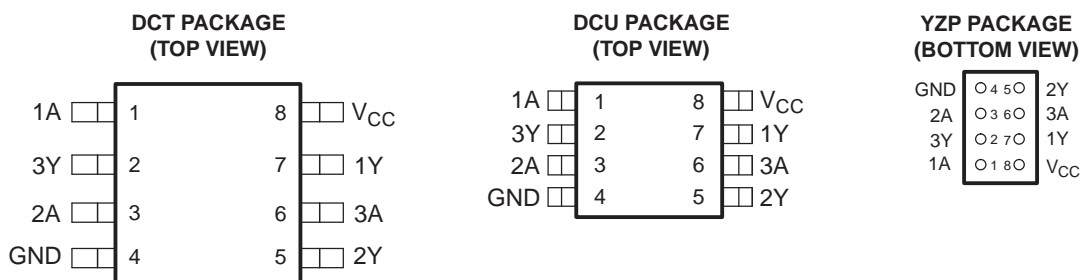 DCT PACKAGE
(TOP VIEW)
1A 1 8 VCC
3Y 2 7 1Y
2A 3 6 3A
GND 4 5 2Y
DCU PACKAGE
(TOP VIEW)
1A 1 8 VCC
3Y 2 7 1Y
2A 3 6 3A
GND 4 5 2Y
YZP PACKAGE
(BOTTOM VIEW)
GND 4 5 2Y
2A 3 6 3A
3Y 2 7 1Y
1A 1 8 VCC